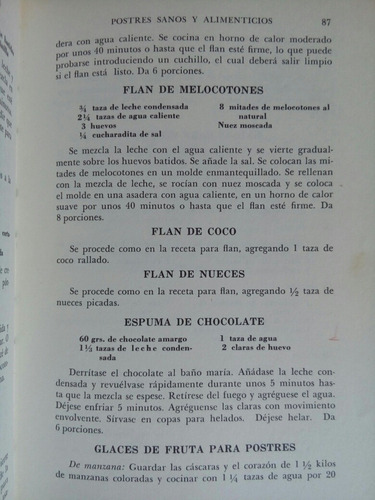 POSTRES SANOS Y ALIMENTICIOS 87
dera con agua caliente. Se cocina en horno de calor moderado
por unos 40 minutos o hasta que el flan esté firme, lo que puede
probarse introduciendo un cuchillo, el cual deberá salir limpio
si el flan está listo. Da 6 porciones.
FLAN DE MELOCOTONES
¾ taza de leche condensada
2¼ tazas de agua caliente
3 huevos
¼ cucharadita de sal
8 mitades de melocotones al
natural
Nuez moscada
Se mezcla la leche con el agua caliente y se vierte gradual-
mente sobre los huevos batidos. Se añade la sal. Se colocan las mi-
tades de melocotones en un molde enmantequillado. Se rellenan
con la mezcla de leche, se rocían con nuez moscada y se coloca
el molde en una asadera con agua caliente, en un horno de calor
suave por unos 40 minutos o hasta que el flan esté firme. Da
8 porciones.
FLAN DE COCO
Se procede como en la receta para flan, agregando 1 taza de
coco rallado.
FLAN DE NUECES
Se procede como en la receta para flan, agregando ½ taza de
nueces picadas.
ESPUMA DE CHOCOLATE
60 grs. de chocolate amargo
1⅓ tazas de leche conden-
sada
1 taza de agua
2 claras de huevo
Derrítase el chocolate al baño maría. Añádase la leche con-
densada y revuélvase rápidamente durante unos 5 minutos has-
ta que la mezcla se espese. Retírese del fuego y agréguese el agua.
Déjese enfriar 5 minutos. Agréguense las claras con movimiento
envolvente. Sírvase en copas para helados. Déjese helar. Da
6 porciones.
GLACES DE FRUTA PARA POSTRES
De manzana: Guardar las cáscaras y el corazón de 1½ kilos
de manzanas coloradas y cocinar con 1 taza de agua por 20